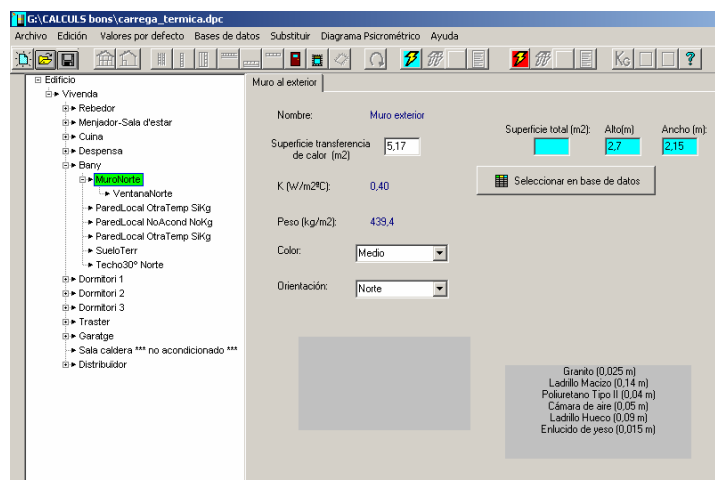 G:\CALCULS bons\carrega_termica.dpc
Archivo Edición Valores por defecto Bases de datos Substituir Diagrama Psicrométrico Ayuda
KG ?
Edificio
Vivenda
Rebedor
Menjador-Sala d'estar
Cuina
Despensa
Bany
MuroNorte
VentanaNorte
ParedLocal OtraTemp SiKg
ParedLocal NoAcond NoKg
ParedLocal OtraTemp SiKg
SueloTerr
Techo30º Norte
Dormitori 1
Dormitori 2
Dormitori 3
Traster
Garatge
Sala caldera *** no acondicionado ***
Distribuidor
Muro al exterior
Nombre: Muro exterior
Superficie transferencia de calor (m2) 5,17
Superficie total (m2): Alto(m) Ancho (m):
2,7 2,15
Seleccionar en base de datos
K (W/m2ºC): 0,40
Peso (kg/m2): 439,4
Color: Medio
Orientación: Norte
Granito (0,025 m)
Ladrillo Macizo (0,14 m)
Poliuretano Tipo II (0,04 m)
Cámara de aire (0,05 m)
Ladrillo Hueco (0,09 m)
Enlucido de yeso (0,015 m)